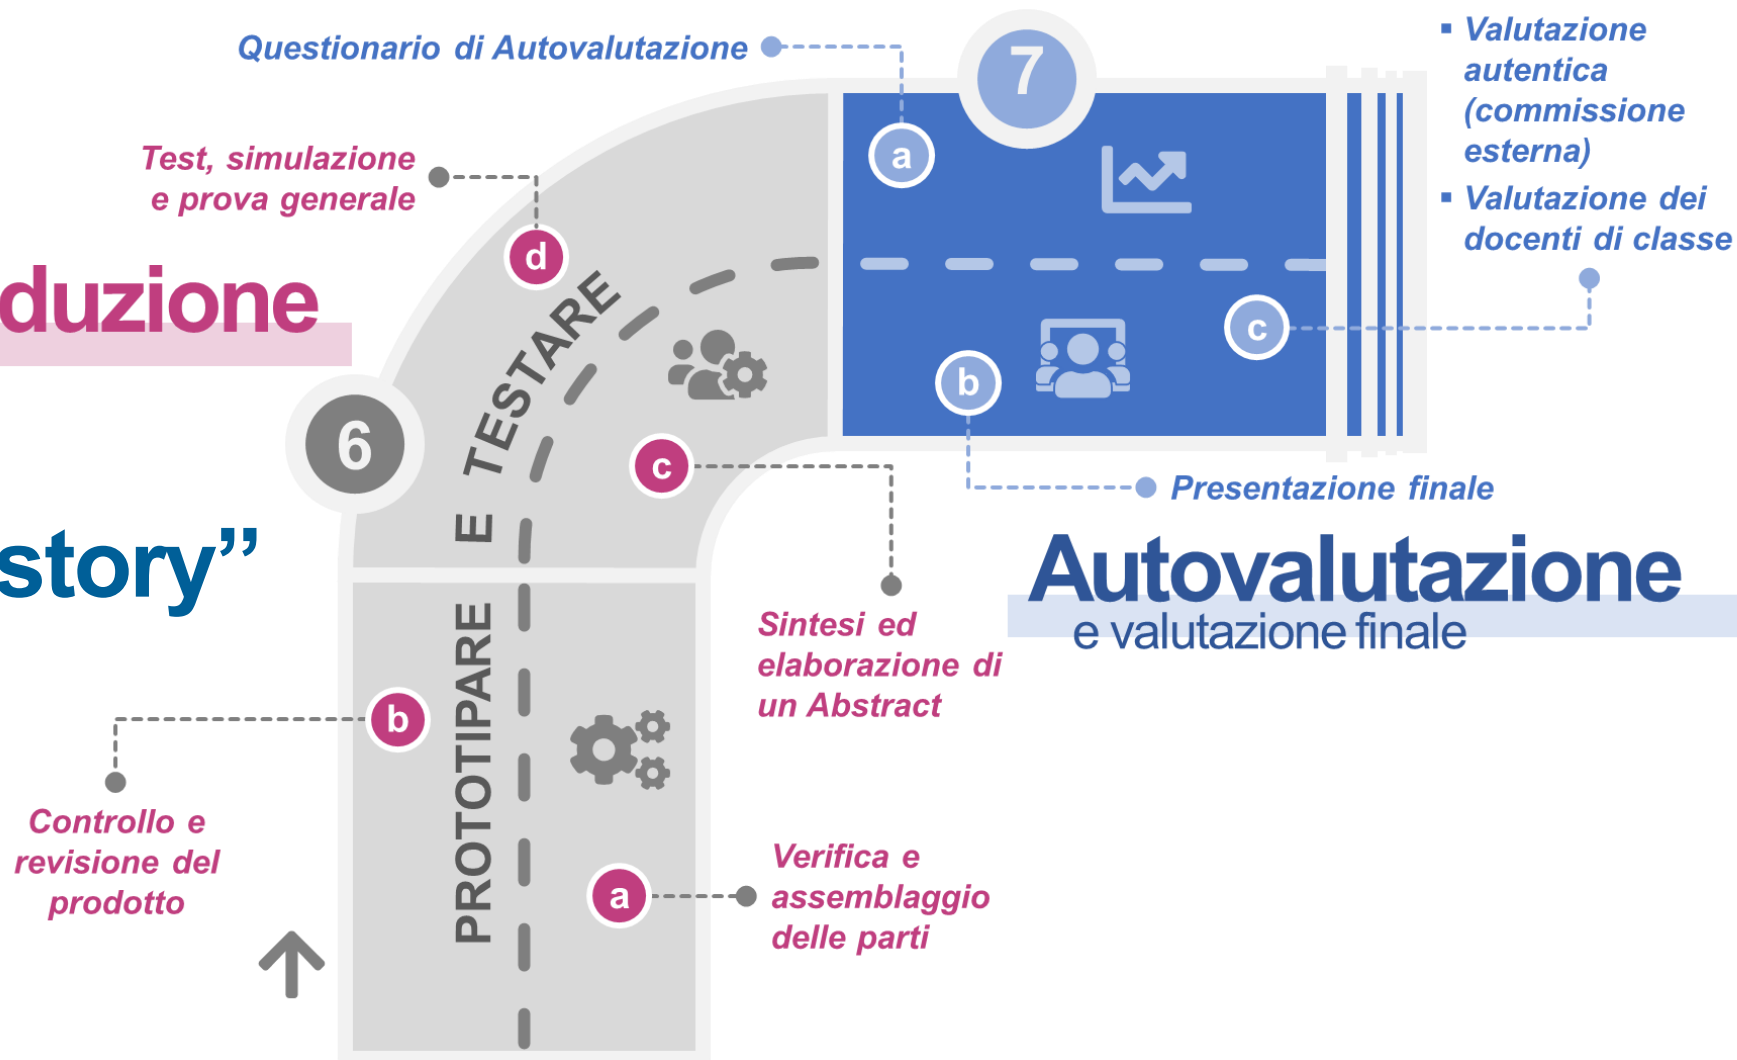 Questionario di Autovalutazione
7
▪ Valutazione
autentica
(commissione
esterna)
▪ Valutazione dei
docenti di classe
a
Test, simulazione
e prova generale
d
duzione
c
b
6
PROTOTIPARE E TESTARE
c
Presentazione finale
story”
Autovalutazione
e valutazione finale
Sintesi ed
elaborazione di
un Abstract
b
Controllo e
revisione del
prodotto
a
Verifica e
assemblaggio
delle parti